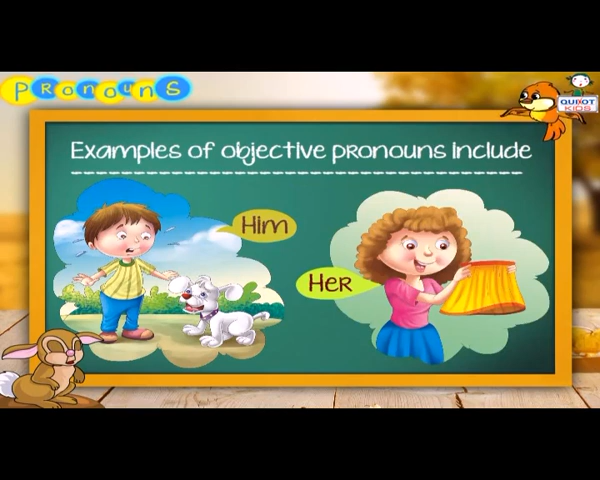 PRONOUNS
QUIXOT
KIDS
Examples of objective pronouns include
Him
Her